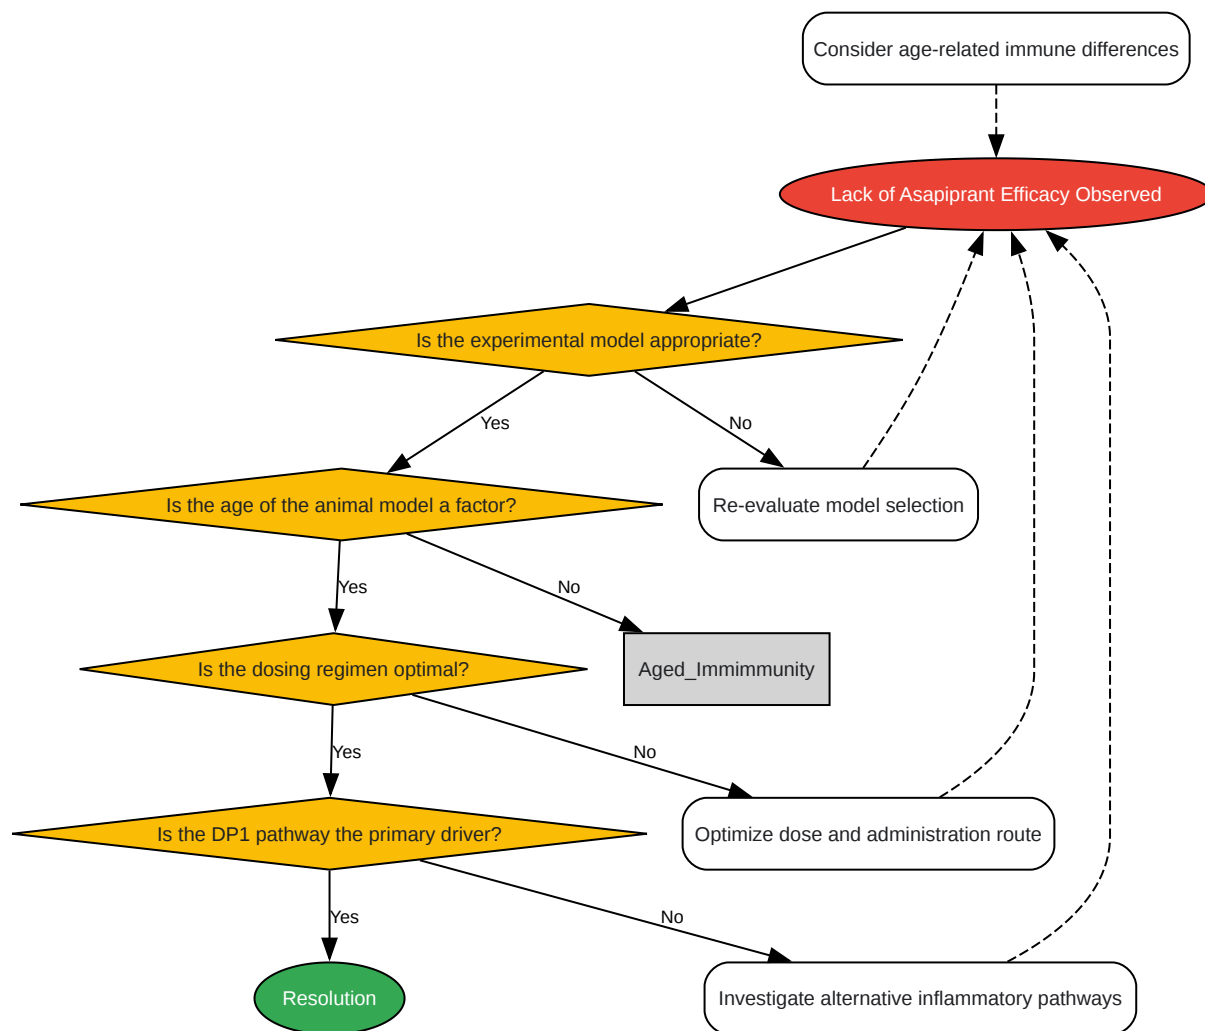 Consider age-related immune differences
Lack of Asapiprant Efficacy Observed
Is the experimental model appropriate?
Yes
No
Is the age of the animal model a factor?
Re-evaluate model selection
Yes
No
Is the dosing regimen optimal?
Aged_Immimmunity
Yes
No
Is the DP1 pathway the primary driver?
Optimize dose and administration route
Yes
No
Resolution
Investigate alternative inflammatory pathways